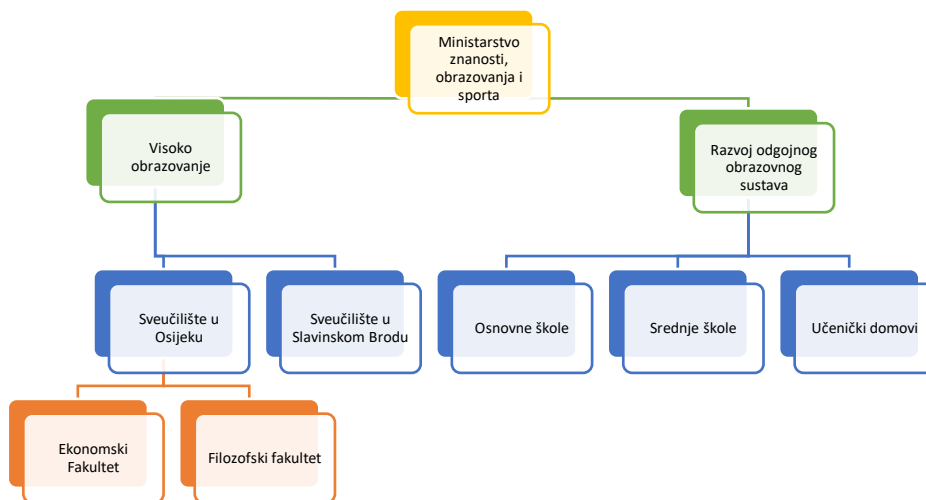 Ministarstvo
znanosti,
obrazovanja i
sporta
Visoko
obrazovanje
Razvoj odgojnog
obrazovnog
sustava
Sveučilište u
Osijeku
Sveučilište u
Slavinskom Brodu
Osnovne škole
Srednje škole
Učenički domovi
Ekonomski
Fakultet
Filozofski fakultet